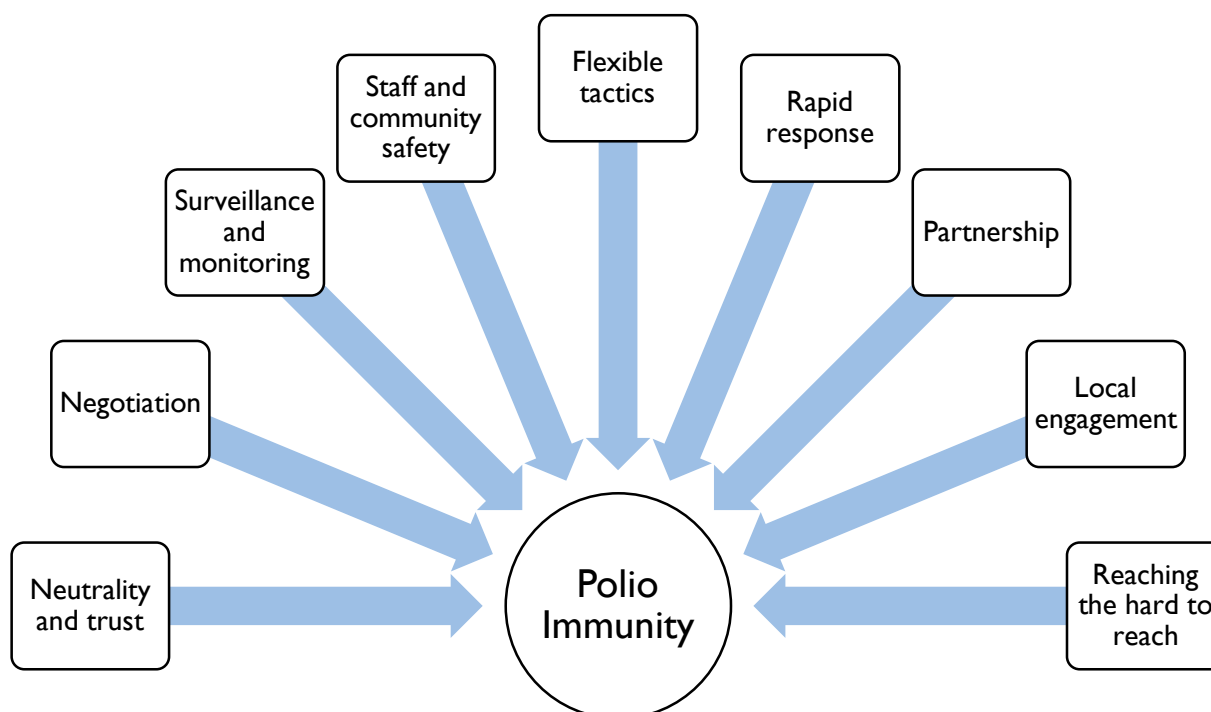 Flexible
tactics
Staff and
community
safety
Rapid
response
Surveillance
and
monitoring
Partnership
Negotiation
Local
engagement
Neutrality
and trust
Polio
Immunity
Reaching
the hard to
reach